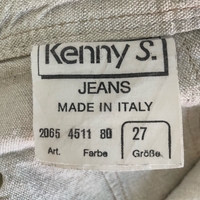 Kenny S.
JEANS
MADE IN ITALY
2065 4511 80 27
Art. Farbe Größe